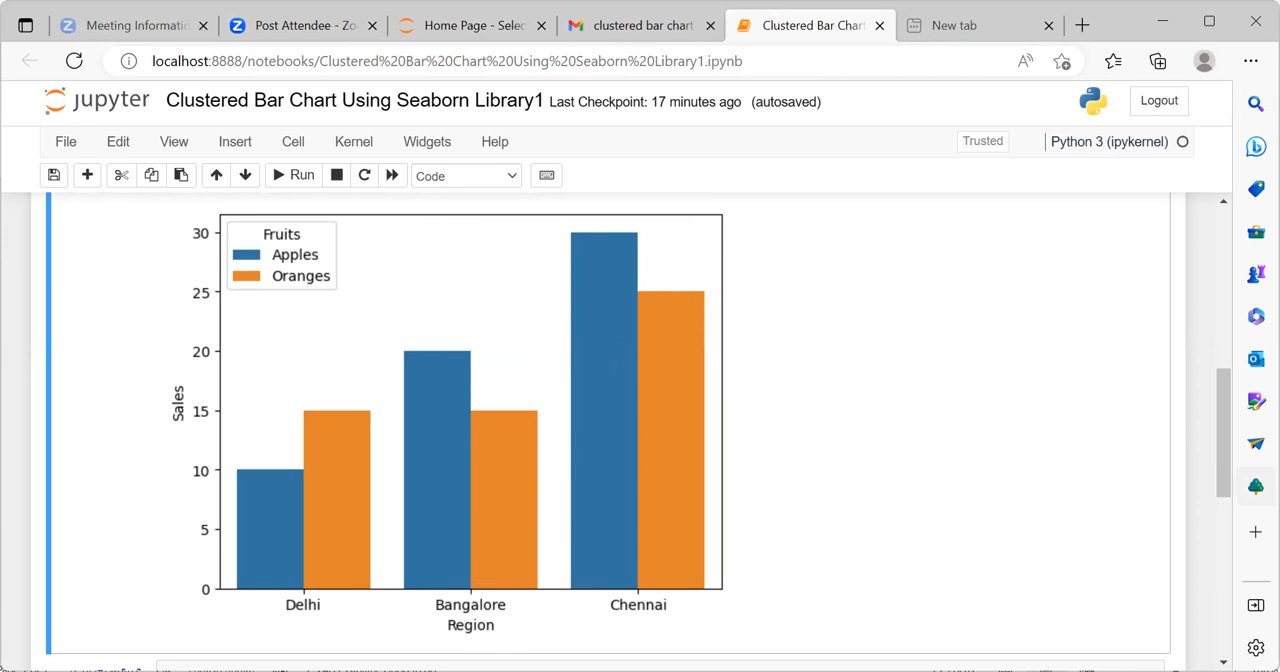 Meeting Informati
Post Attendee - Zo
Home Page - Selec
clustered bar chart
Clustered Bar Chart
New tab
localhost:8888/notebooks/Clustered%20Bar%20Chart%20Using%20Seaborn%20Library1.ipynb
jupyter Clustered Bar Chart Using Seaborn Library1 Last Checkpoint: 17 minutes ago (autosaved)
Logout
File Edit View Insert Cell Kernel Widgets Help
Trusted
Python 3 (ipykernel)
Run
Code
Fruits
Apples
Oranges
30
25
20
15
10
5
0
Sales
Delhi Bangalore Chennai
Region